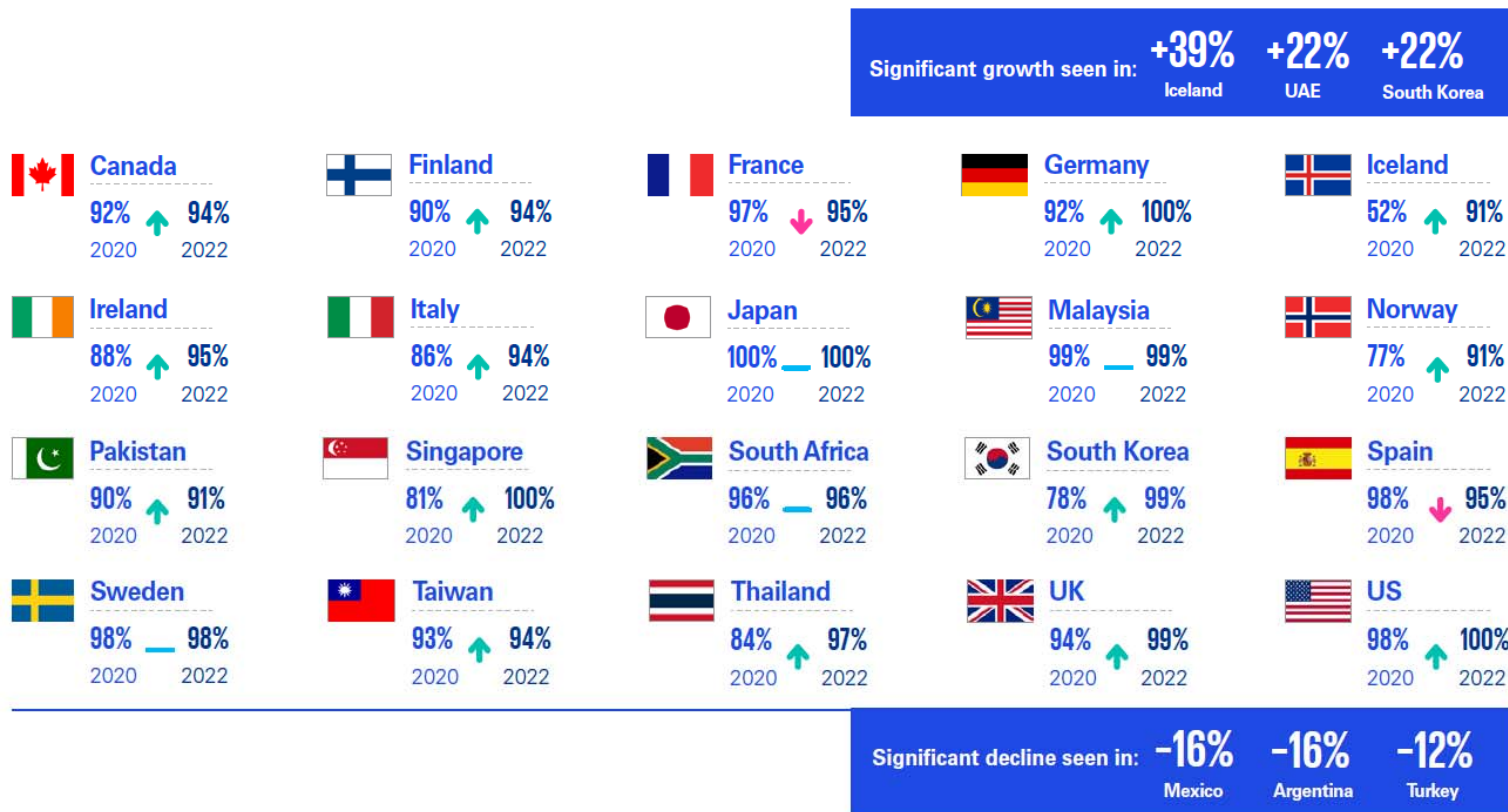 Significant growth seen in: +39% +22% +22%
Iceland UAE South Korea
Canada Finland France Germany Iceland
92% 94% 90% 94% 97% 95% 92% 100% 52% 91%
2020 2022 2020 2022 2020 2022 2020 2022 2020 2022
Ireland Italy Japan Malaysia Norway
88% 95% 86% 94% 100% 100% 99% 99% 77% 91%
2020 2022 2020 2022 2020 2022 2020 2022 2020 2022
Pakistan Singapore South Africa South Korea Spain
90% 91% 81% 100% 96% 96% 78% 99% 98% 95%
2020 2022 2020 2022 2020 2022 2020 2022 2020 2022
Sweden Taiwan Thailand UK US
98% 98% 93% 94% 84% 97% 94% 99% 98% 100%
2020 2022 2020 2022 2020 2022 2020 2022 2020 2022
Significant decline seen in: -16% -16% -12%
Mexico Argentina Turkey